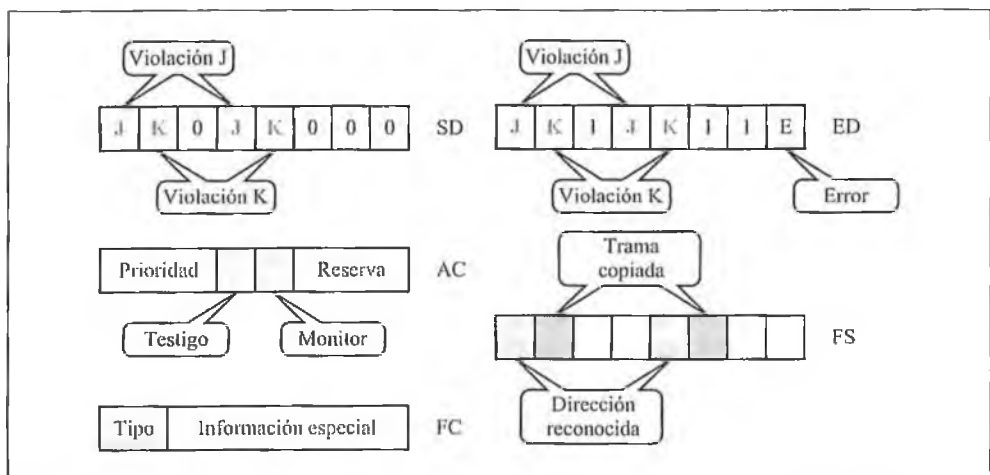 Violación J
J K 0 J K 0 0 0 SD
Violación K
Violación J
J K 1 J K 1 1 E ED
Violación K
Error
Prioridad Reserva AC
Testigo
Monitor
Trama
copiada
FS
Dirección
reconocida
Tipo Información especial FC